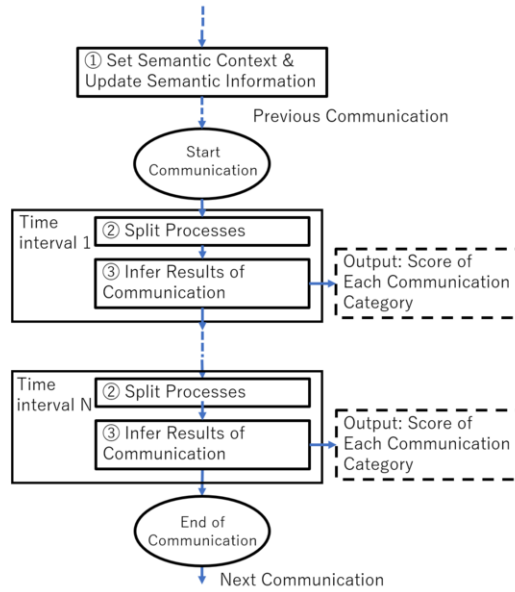 ① Set Semantic Context &
Update Semantic Information
Previous Communication
Start
Communication
Time
interval 1
② Split Processes
③ Infer Results of
Communication
Output: Score of
Each Communication
Category
Time
interval N
② Split Processes
③ Infer Results of
Communication
Output: Score of
Each Communication
Category
End of
Communication
Next Communication